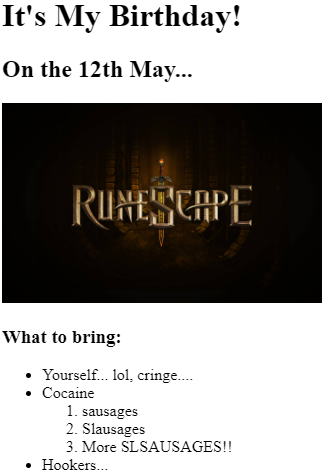 It's My Birthday!
On the 12th May...
RUNESCAPE
What to bring:
Yourself... lol, cringe....
Cocaine
1. sausages
2. Slausages
3. More SLSAUSAGES!!
Hookers...